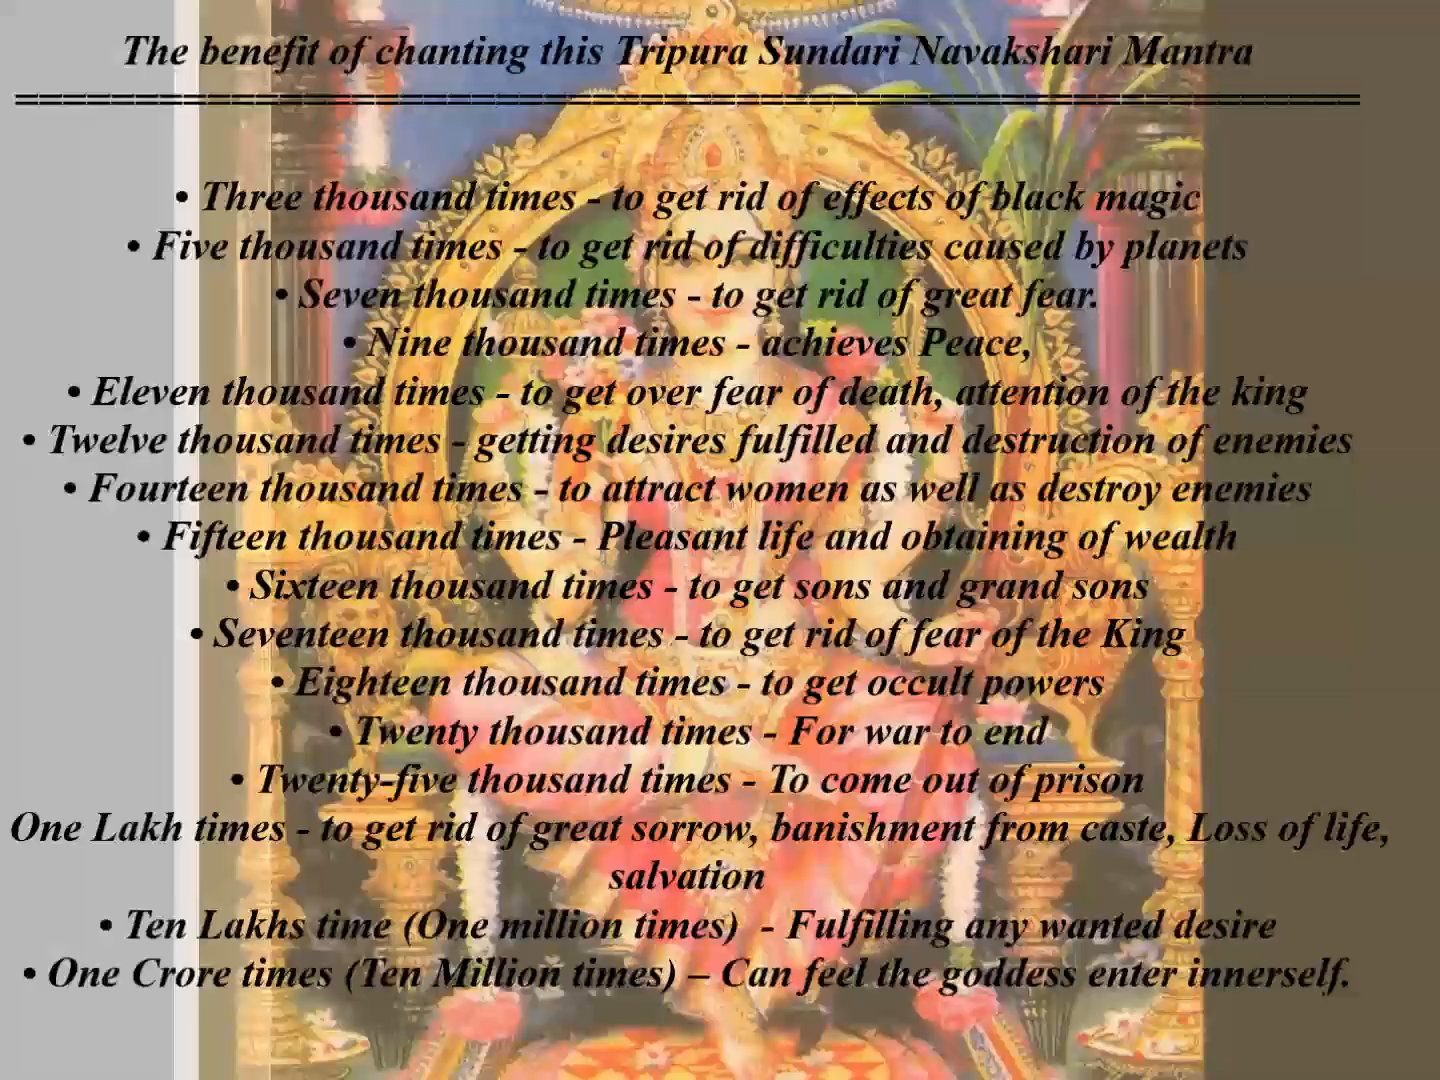 The benefit of chanting this Tripura Sundari Navakshari Mantra
• Three thousand times - to get rid of effects of black magic
• Five thousand times - to get rid of difficulties caused by planets
• Seven thousand times - to get rid of great fear.
• Nine thousand times - achieves Peace,
• Eleven thousand times - to get over fear of death, attention of the king
• Twelve thousand times - getting desires fulfilled and destruction of enemies
• Fourteen thousand times - to attract women as well as destroy enemies
• Fifteen thousand times - Pleasant life and obtaining of wealth
• Sixteen thousand times - to get sons and grand sons
• Seventeen thousand times - to get rid of fear of the King
• Eighteen thousand times - to get occult powers
• Twenty thousand times - For war to end
• Twenty-five thousand times - To come out of prison
One Lakh times - to get rid of great sorrow, banishment from caste, Loss of life,
salvation
• Ten Lakhs time (One million times)  - Fulfilling any wanted desire
• One Crore times (Ten Million times) – Can feel the goddess enter innerself.